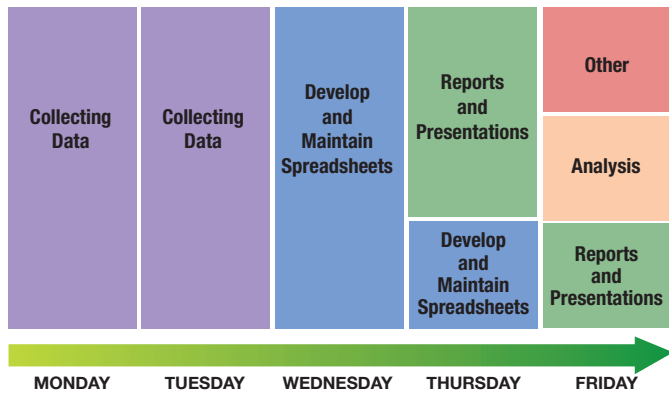 Collecting
Data
Collecting
Data
Develop
and
Maintain
Spreadsheets
Reports
and
Presentations
Develop
and
Maintain
Spreadsheets
Other
Analysis
Reports
and
Presentations
MONDAY
TUESDAY
WEDNESDAY
THURSDAY
FRIDAY